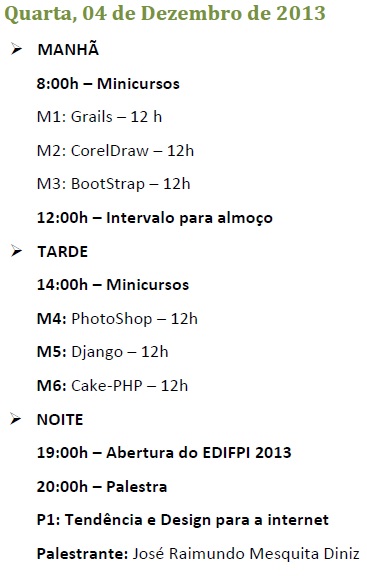 Quarta, 04 de Dezembro de 2013
MANHÃ
8:00h – Minicursos
M1: Grails – 12 h
M2: CorelDraw – 12h
M3: BootStrap – 12h
12:00h – Intervalo para almoço
TARDE
14:00h – Minicursos
M4: PhotoShop – 12h
M5: Django – 12h
M6: Cake-PHP – 12h
NOITE
19:00h – Abertura do EDIFPI 2013
20:00h – Palestra
P1: Tendência e Design para a internet
Palestrante: José Raimundo Mesquita Diniz